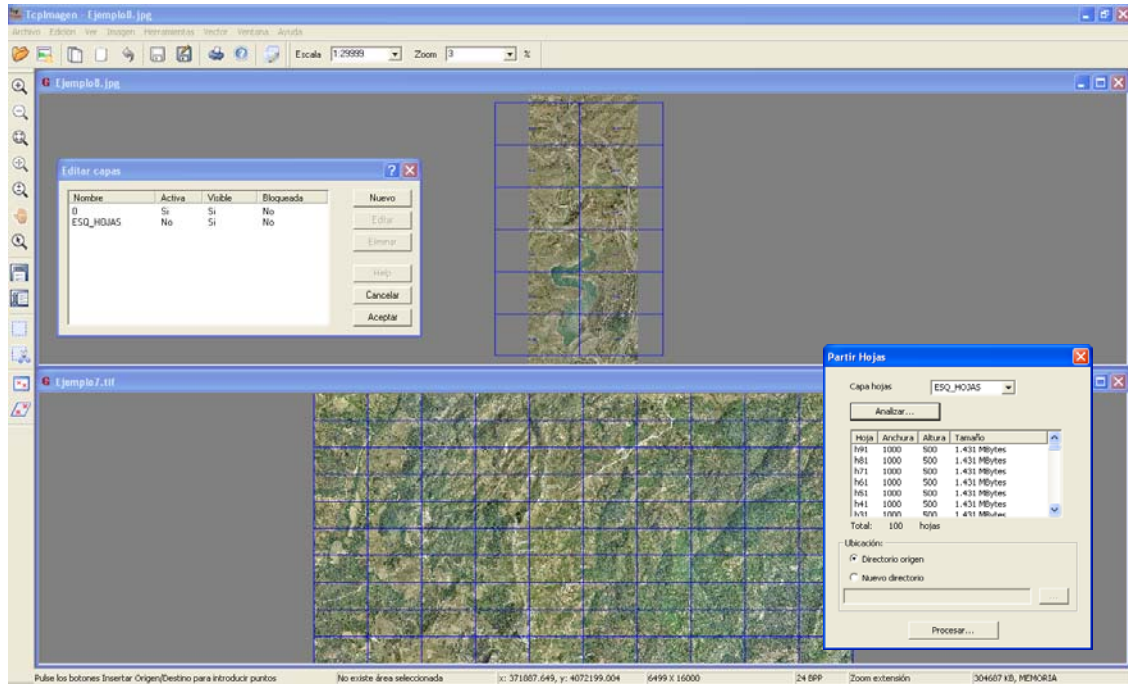 TcpImagen - Ejemplo8.jpg
Archivo Edición Ver Imagen Herramientas Vector Ventana Ayuda
Escala 1:29999 Zoom 3 %
Ejemplo8.jpg
Editar capas
Nombre Activa Visible Bloqueada
0 Si Si No
ESQ_HOJAS No Si No
Nuevo
Editar
Eliminar
Help
Cancelar
Aceptar
Ejemplo7.tif
Partir Hojas
Capa hojas ESQ_HOJAS
Analizar...
Hoja Anchura Altura Tamaño
h91 1000 500 1.431 MBytes
h81 1000 500 1.431 MBytes
h71 1000 500 1.431 MBytes
h61 1000 500 1.431 MBytes
h51 1000 500 1.431 MBytes
h41 1000 500 1.431 MBytes
h31 1000 500 1.431 MBytes
Total: 100 hojas
Ubicación:
Directorio origen
Nuevo directorio
...
Procesar...
Pulse los botones Insertar Origen/Destino para introducir puntos No existe área seleccionada x: 371887.649, y: 4072199.004 6499 X 16000 24 BPP Zoom extensión 304687 KB, MEMORIA